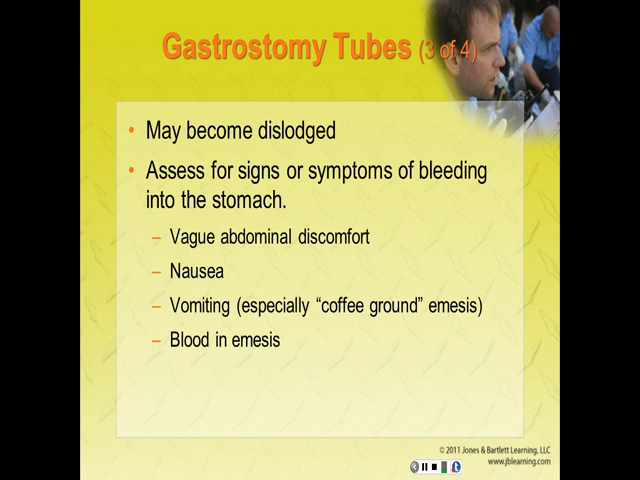 Gastrostomy Tubes (3 of 4)
• May become dislodged
• Assess for signs or symptoms of bleeding
into the stomach.
– Vague abdominal discomfort
– Nausea
– Vomiting (especially “coffee ground” emesis)
– Blood in emesis
© 2011 Jones & Bartlett Learning, LLC
www.jblearning.com